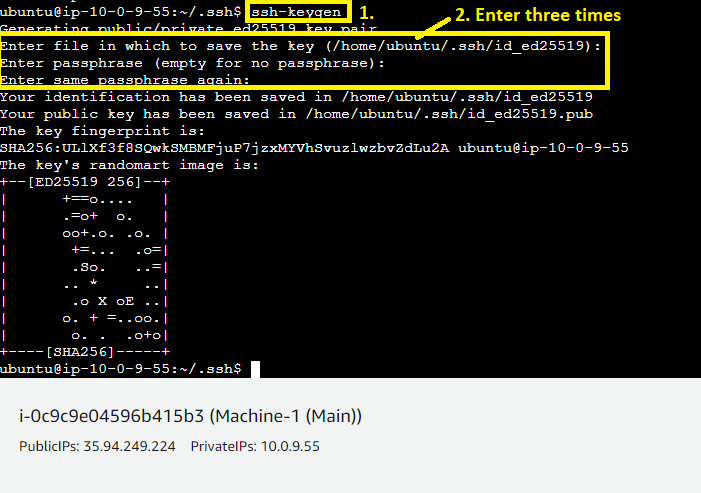 ubuntu@ip-10-0-9-55:~/.ssh$ ssh-keygen 1.
Generating public/private ed25519 key pair
2. Enter three times
Enter file in which to save the key (/home/ubuntu/.ssh/id_ed25519):
Enter passphrase (empty for no passphrase):
Enter same passphrase again:
Your identification has been saved in /home/ubuntu/.ssh/id_ed25519
Your public key has been saved in /home/ubuntu/.ssh/id_ed25519.pub
The key fingerprint is:
SHA256:ULlXf3f8SQwkSMBMFjuP7jzxMYVhSvuzlwzbvZdLu2A ubuntu@ip-10-0-9-55
The key's randomart image is:
+--[ED25519 256]--+
|       +==o....   |
|       .=o+  o.   |
|       oo+.o. .o. |
|        +=...  .o=|
|        .So.   ..=|
|       .. *     ..|
|        .o X oE ..|
|       o. + =..oo.|
|        o. .  .o+o|
+----[SHA256]-----+
ubuntu@ip-10-0-9-55:~/.ssh$
i-0c9c9e04596b415b3 (Machine-1 (Main))
PublicIPs: 35.94.249.224 PrivateIPs: 10.0.9.55